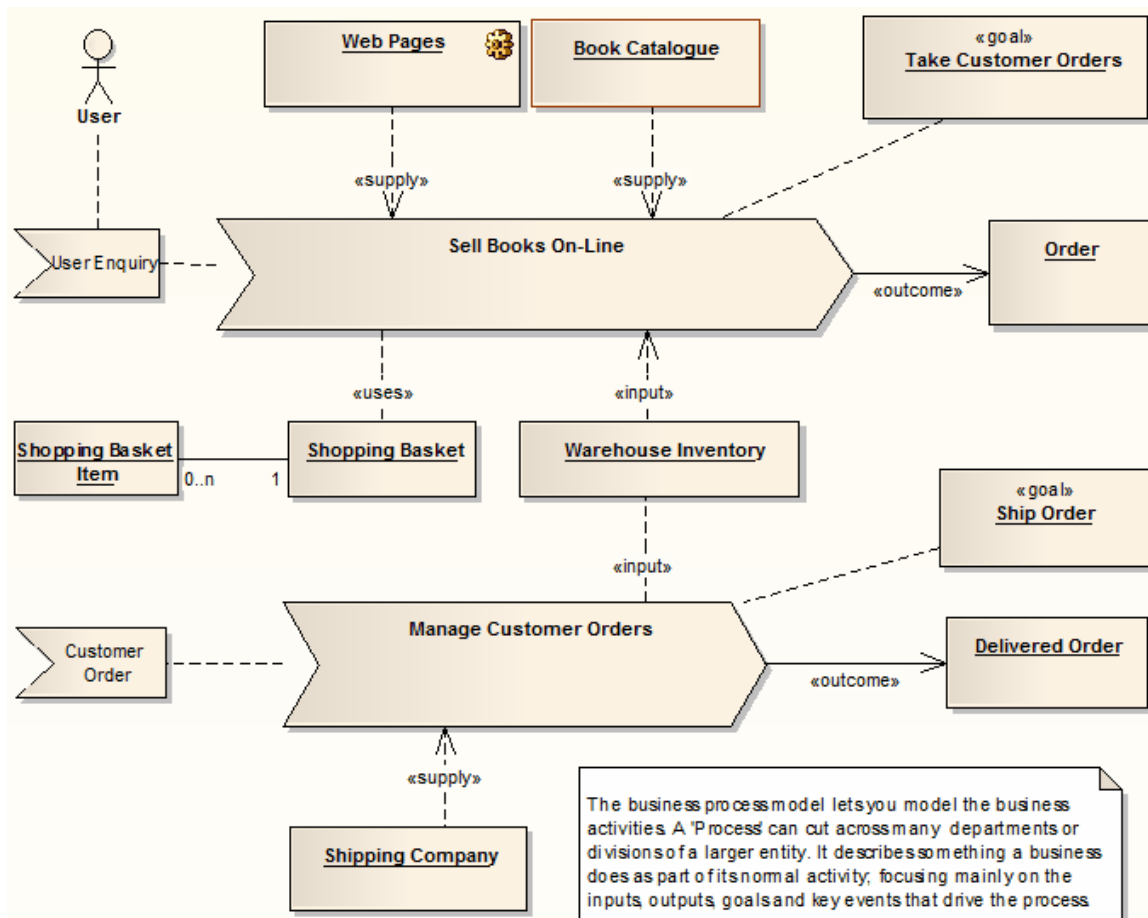 Web Pages
Book Catalogue
«goal»
Take Customer Orders
User
«supply»
«supply»
Sell Books On-Line
User Enquiry
Order
«outcome»
«uses»
«input»
Shopping Basket
Item
0..n
1
Shopping Basket
Warehouse Inventory
«goal»
Ship Order
«input»
Manage Customer Orders
Customer
Order
Delivered Order
«outcome»
«supply»
Shipping Company
The business process model lets you model the business
activities. A 'Process' can cut across many departments or
divisions of a larger entity. It describes something a business
does as part of its normal activity; focusing mainly on the
inputs, outputs, goals and key events that drive the process.